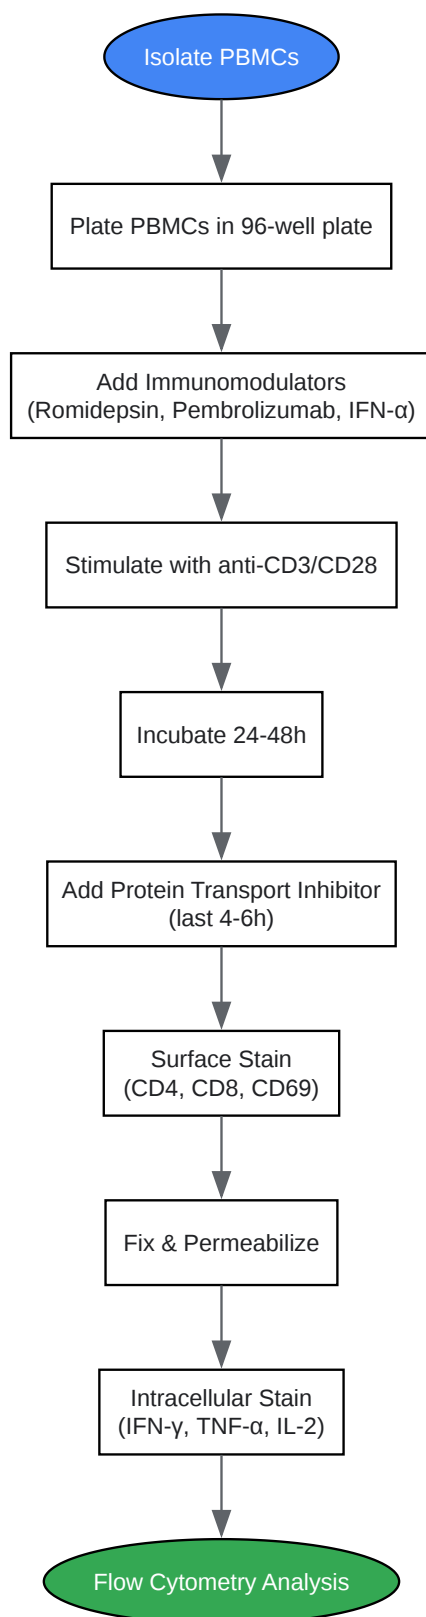 Isolate PBMCs
Plate PBMCs in 96-well plate
Add Immunomodulators
(Romidepsin, Pembrolizumab, IFN-α)
Stimulate with anti-CD3/CD28
Incubate 24-48h
Add Protein Transport Inhibitor
(last 4-6h)
Surface Stain
(CD4, CD8, CD69)
Fix & Permeabilize
Intracellular Stain
(IFN-γ, TNF-α, IL-2)
Flow Cytometry Analysis